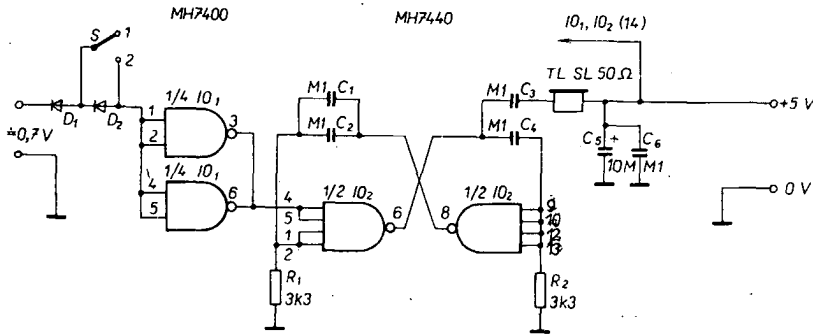 MH7400
MH7440
IO₁, IO₂ (14)
S
1
2
TL SL 50Ω
D₁
D₂
1/4 IO₁
1
2
3
M1 C₁
M1 C₂
M1 C₃
M1 C₄
+5 V
≐0,7V
C₅ +
10M
C₆
M1
1/4 IO₁
4
5
6
1/2 IO₂
4
5
1
2
6
1/2 IO₂
8
9
10
12
13
0 V
R₁
3k3
R₂
3k3